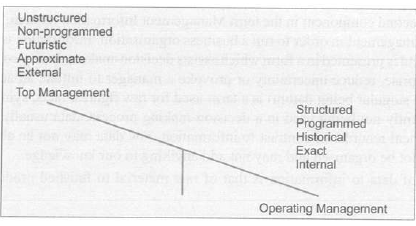 Unstructured
Non-programmed
Futuristic
Approximate
External
Top Management
Structured
Programmed
Historical
Exact
Internal
Operating Management